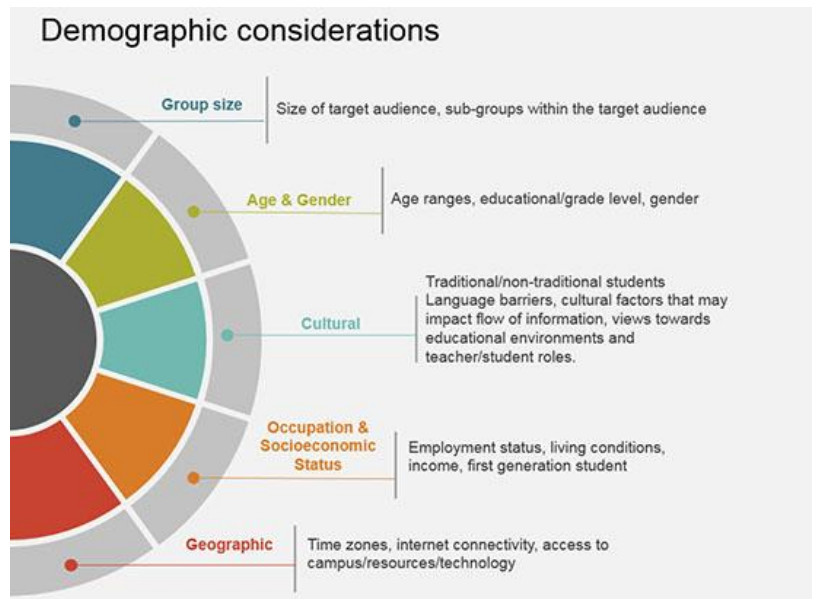 Demographic considerations
Group size
Size of target audience, sub-groups within the target audience
Age & Gender
Age ranges, educational/grade level, gender
Cultural
Traditional/non-traditional students
Language barriers, cultural factors that may
impact flow of information, views towards
educational environments and
teacher/student roles.
Occupation &
Socioeconomic
Status
Employment status, living conditions,
income, first generation student
Geographic
Time zones, internet connectivity, access to
campus/resources/technology